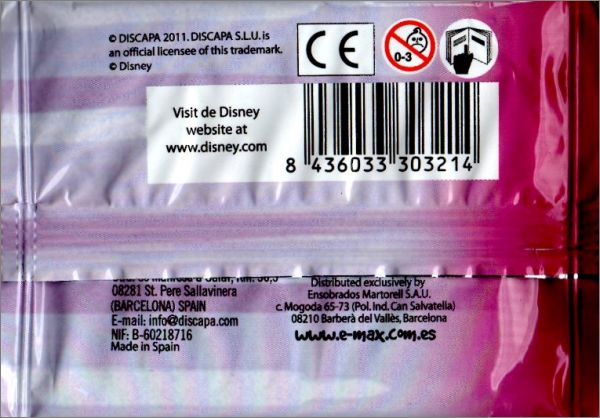 © DISCAPA 2011. DISCAPA S.L.U. is
an official licensee of this trademark.
© Disney
CE
0-3
Visit de Disney
website at
www.disney.com
8 436033 303214
08281 St. Pere Sallavinera
(BARCELONA) SPAIN
E-mail: info@discapa.com
NIF: B-60218716
Made in Spain
Distributed exclusively by
Ensobrados Martorell S.A.U.
c. Mogoda 65-73 (Pol. Ind. Can Salvatella)
08210 Barberà del Vallès, Barcelona
www.e-max.com.es